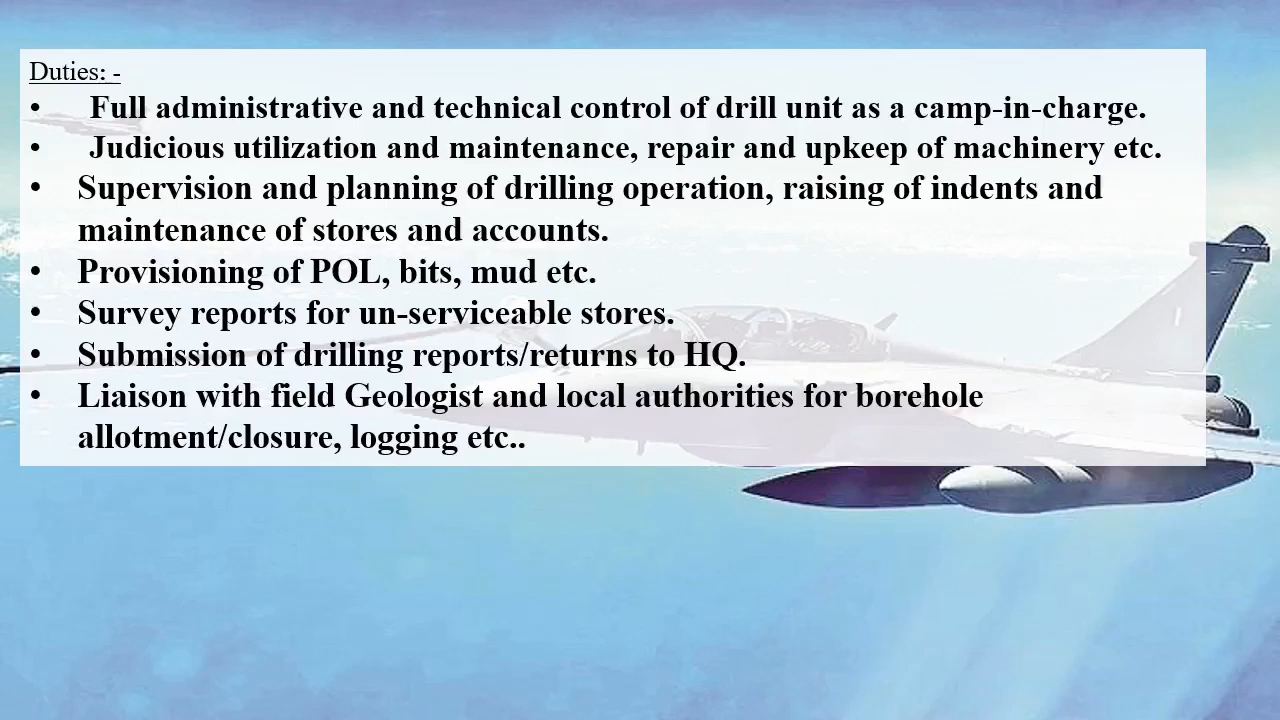 Duties: -
• Full administrative and technical control of drill unit as a camp-in-charge.
• Judicious utilization and maintenance, repair and upkeep of machinery etc.
• Supervision and planning of drilling operation, raising of indents and
maintenance of stores and accounts.
• Provisioning of POL, bits, mud etc.
• Survey reports for un-serviceable stores.
• Submission of drilling reports/returns to HQ.
• Liaison with field Geologist and local authorities for borehole
allotment/closure, logging etc..